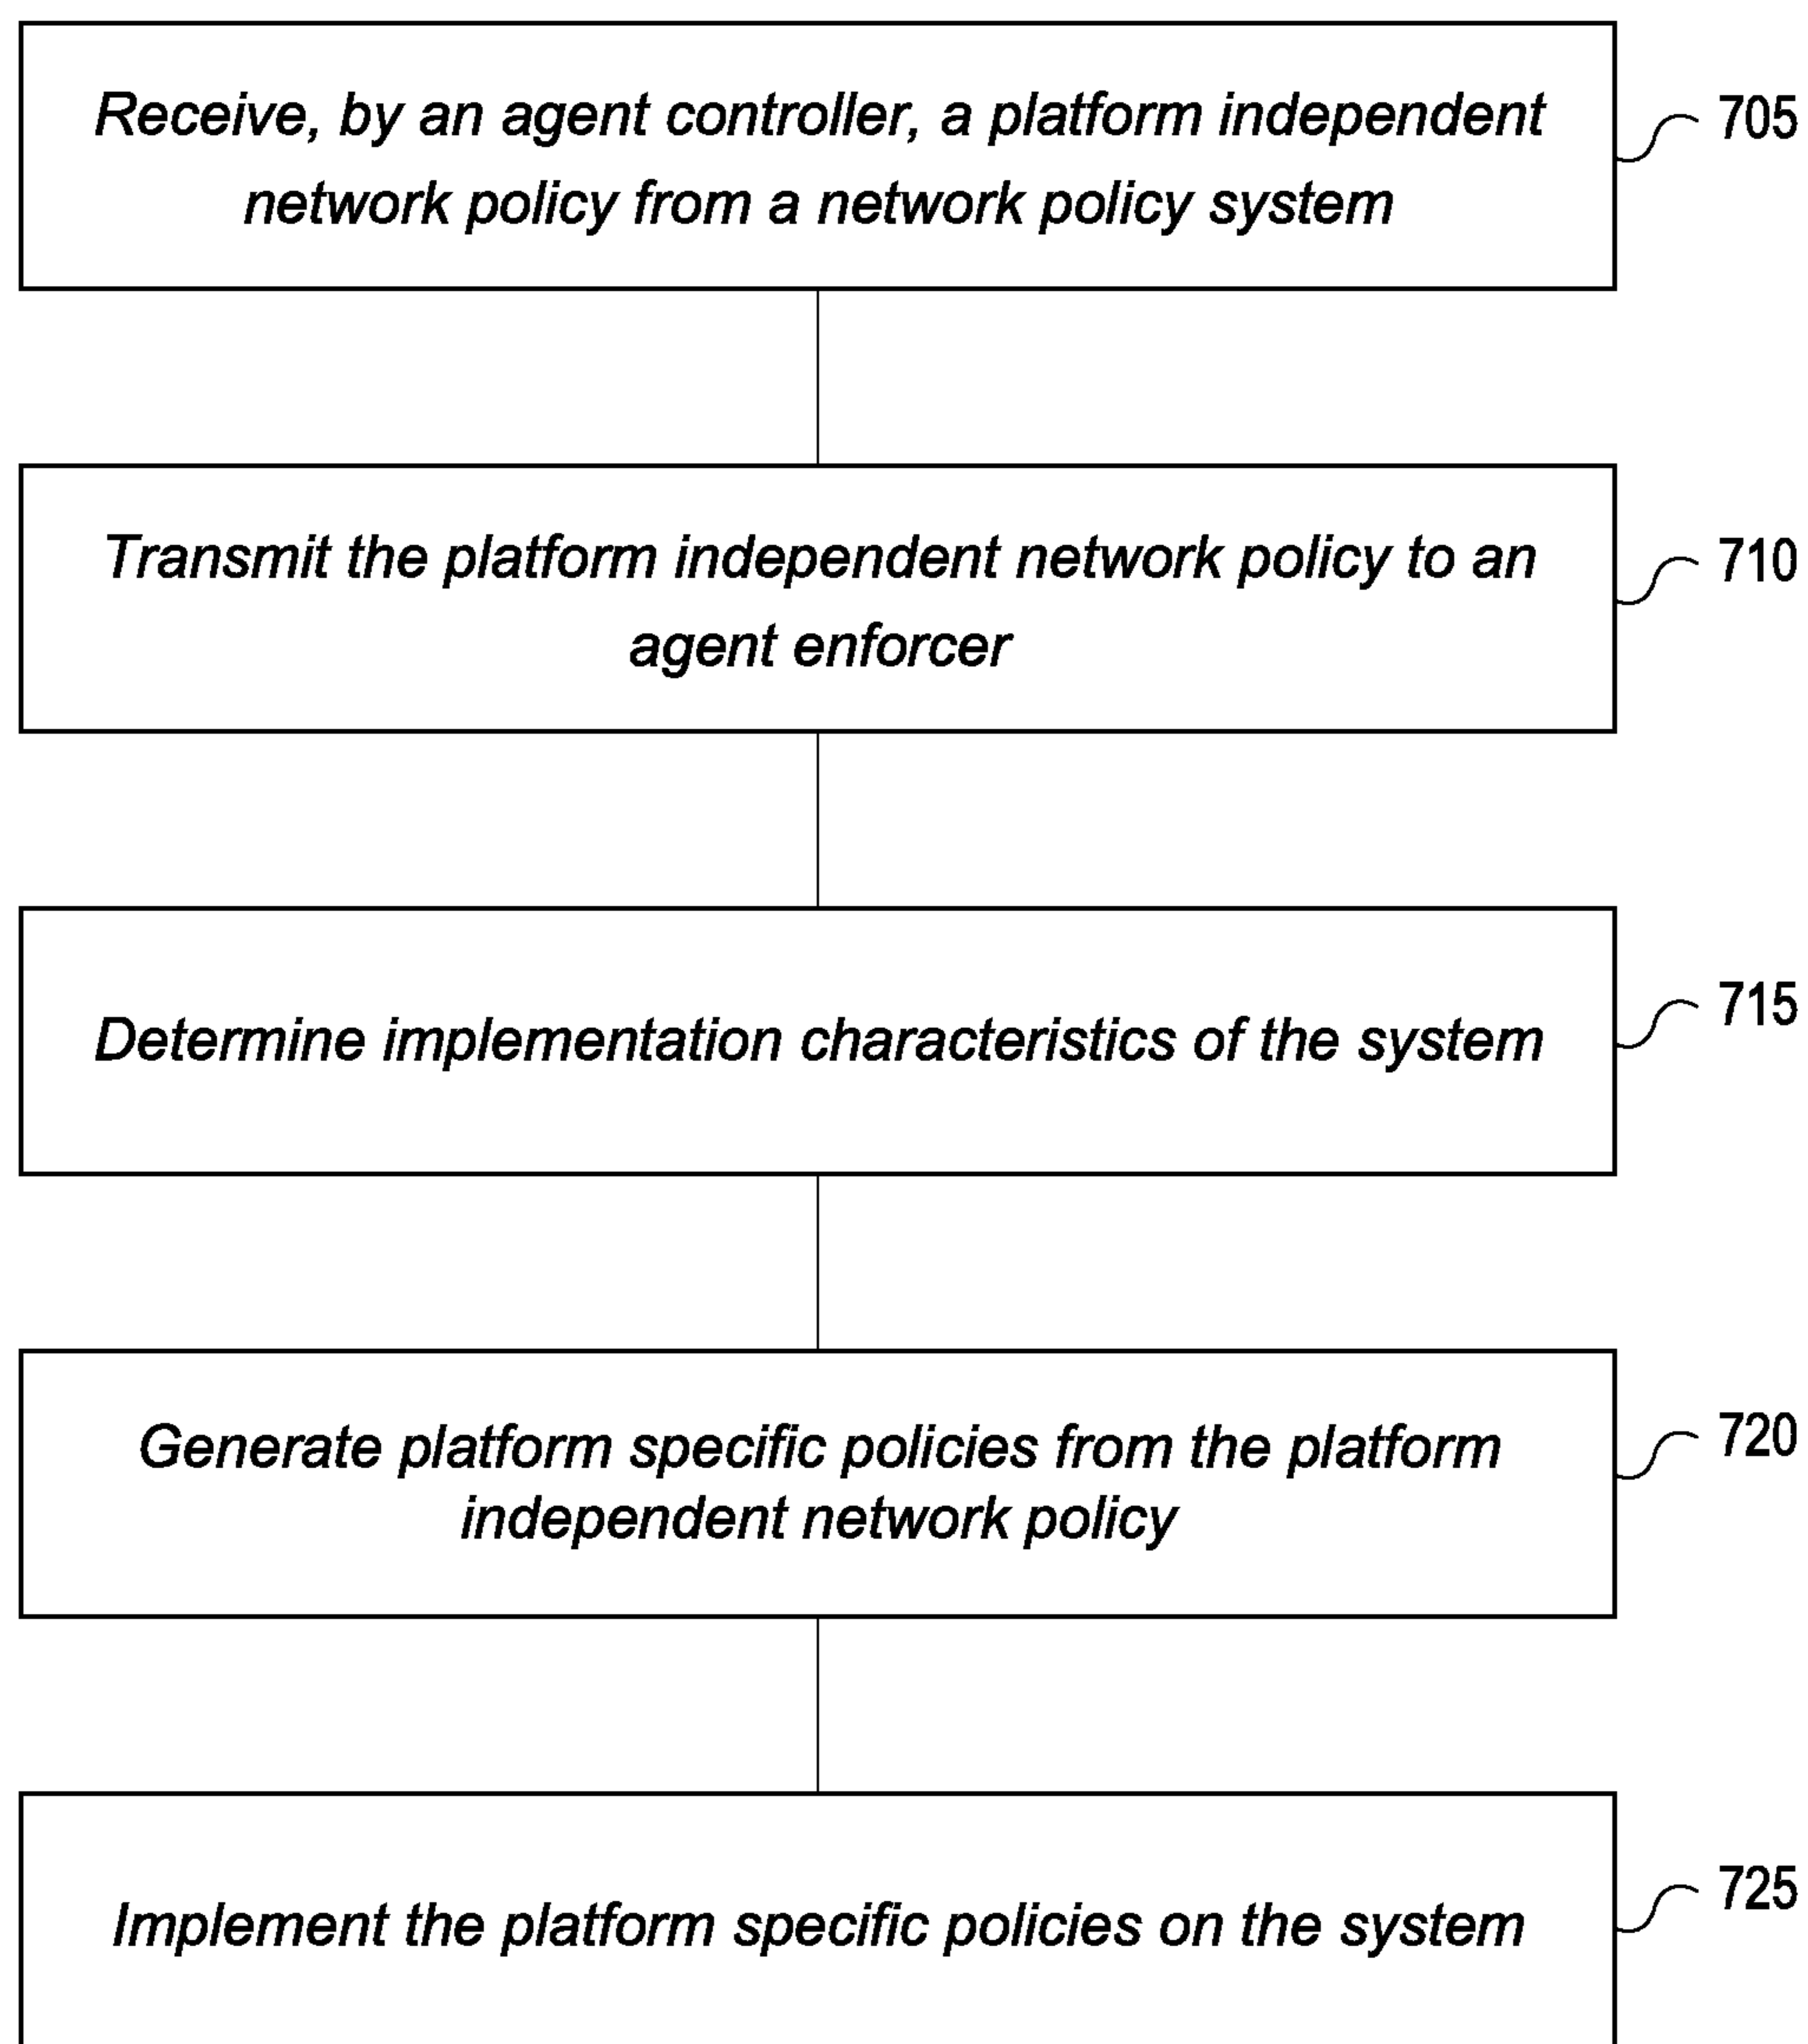 Receive, by an agent controller, a platform independent
network policy from a network policy system
705
Transmit the platform independent network policy to an
agent enforcer
710
Determine implementation characteristics of the system
715
Generate platform specific policies from the platform
independent network policy
720
Implement the platform specific policies on the system
725